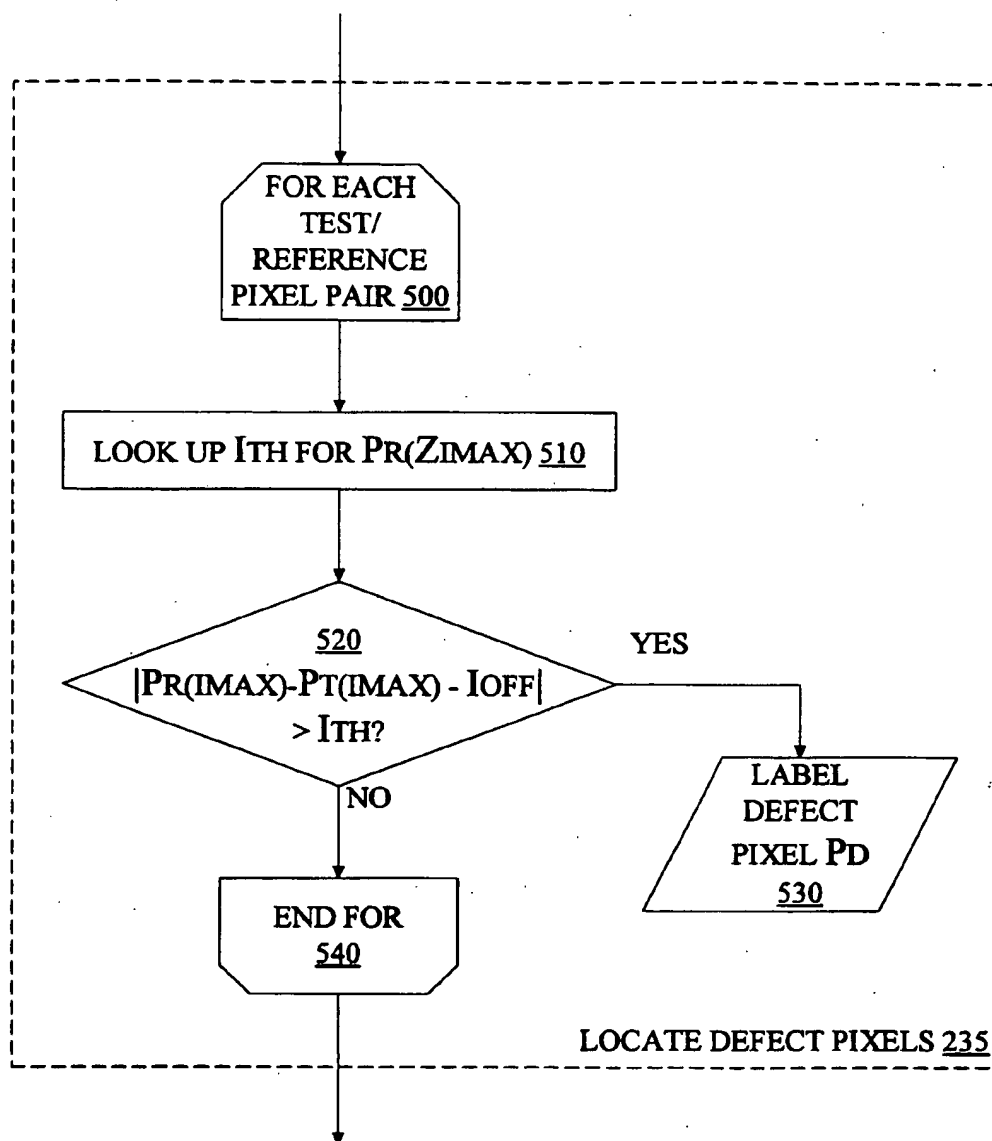 FOR EACH
TEST/
REFERENCE
PIXEL PAIR 500
LOOK UP ITH FOR PR(ZIMAX) 510
520
|PR(IMAX)-PT(IMAX) - IOFF|
> ITH?
YES
NO
LABEL
DEFECT
PIXEL PD
530
END FOR
540
LOCATE DEFECT PIXELS 235